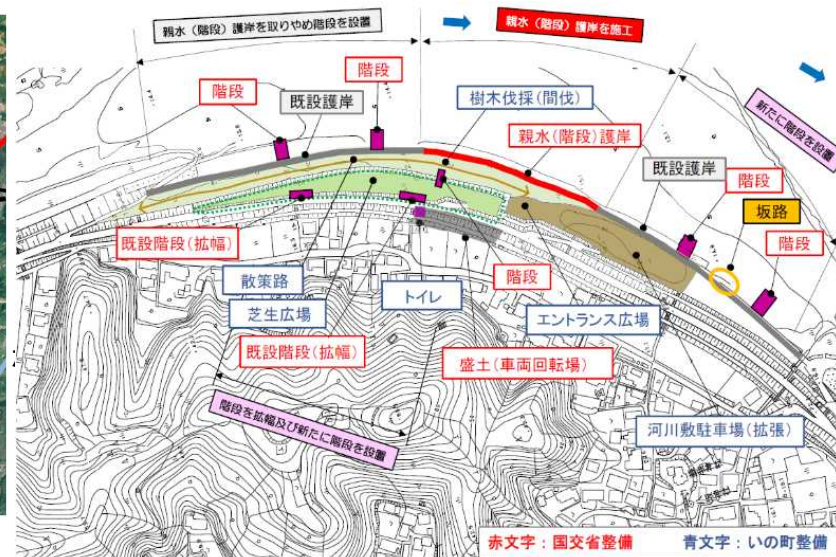 親水（階段）護岸を取りやめ階段を設置
親水（階段）護岸を施工
階段
階段
既設護岸
樹木伐採（間伐）
親水（階段）護岸
新たに階段を設置
既設護岸
階段
坂路
階段
既設階段（拡幅）
散策路
芝生広場
既設階段（拡幅）
トイレ
階段
エントランス広場
盛土（車両回転場）
階段を拡幅及び新たに階段を設置
河川敷駐車場（拡張）
赤文字：国交省整備 青文字：いの町整備